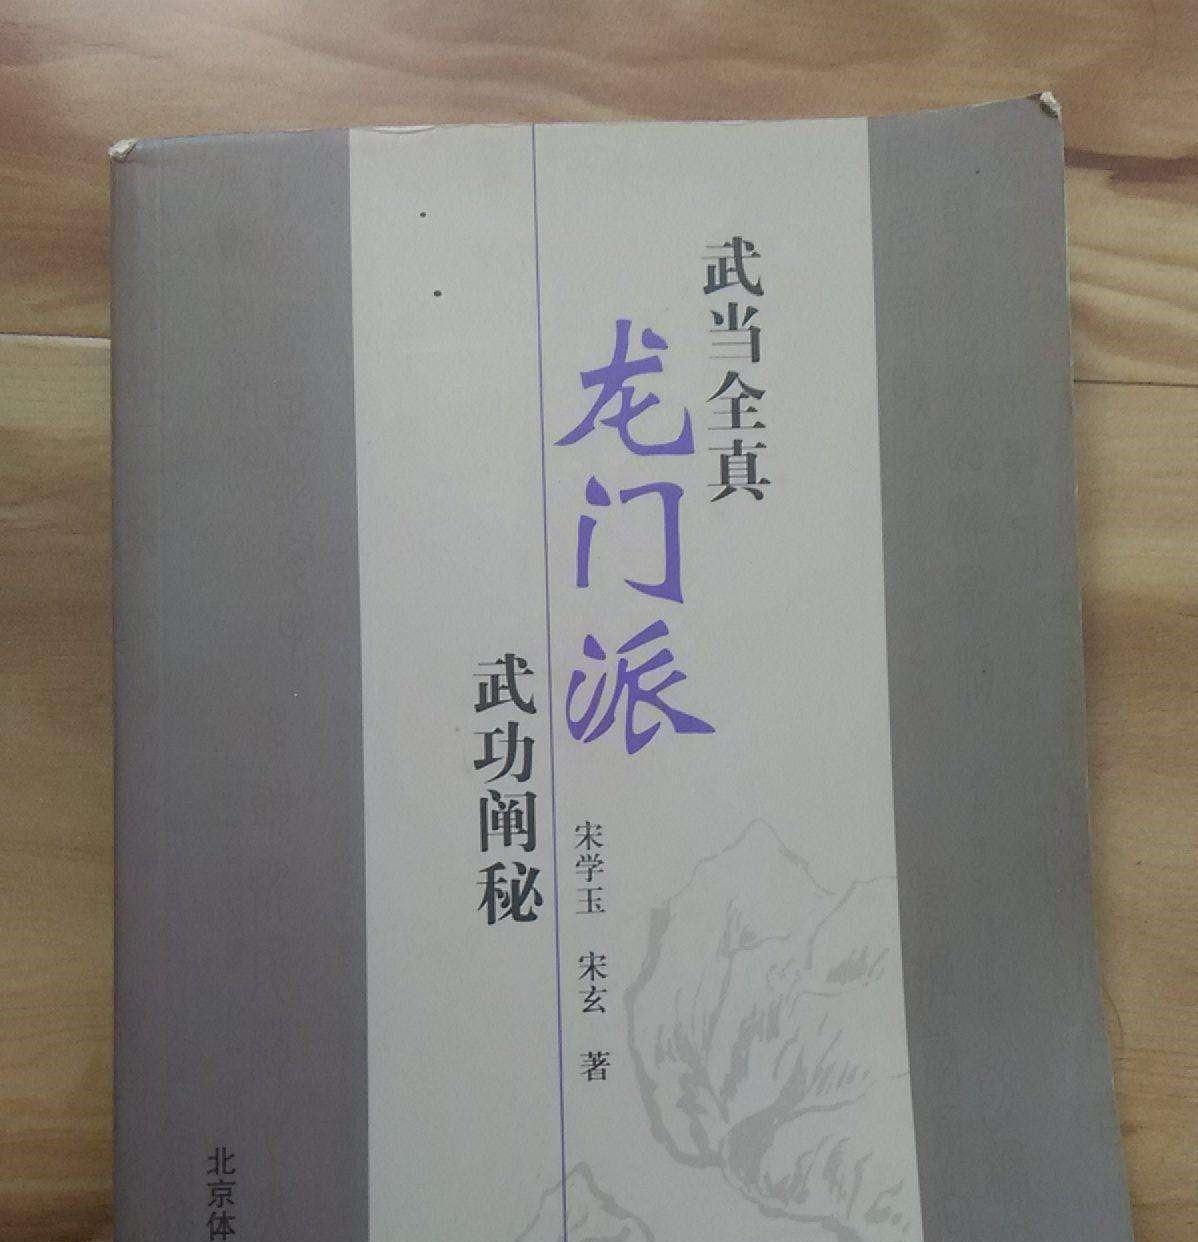 武当全真
龙门派
武功阐秘
宋学玉 宋玄 著
北京体